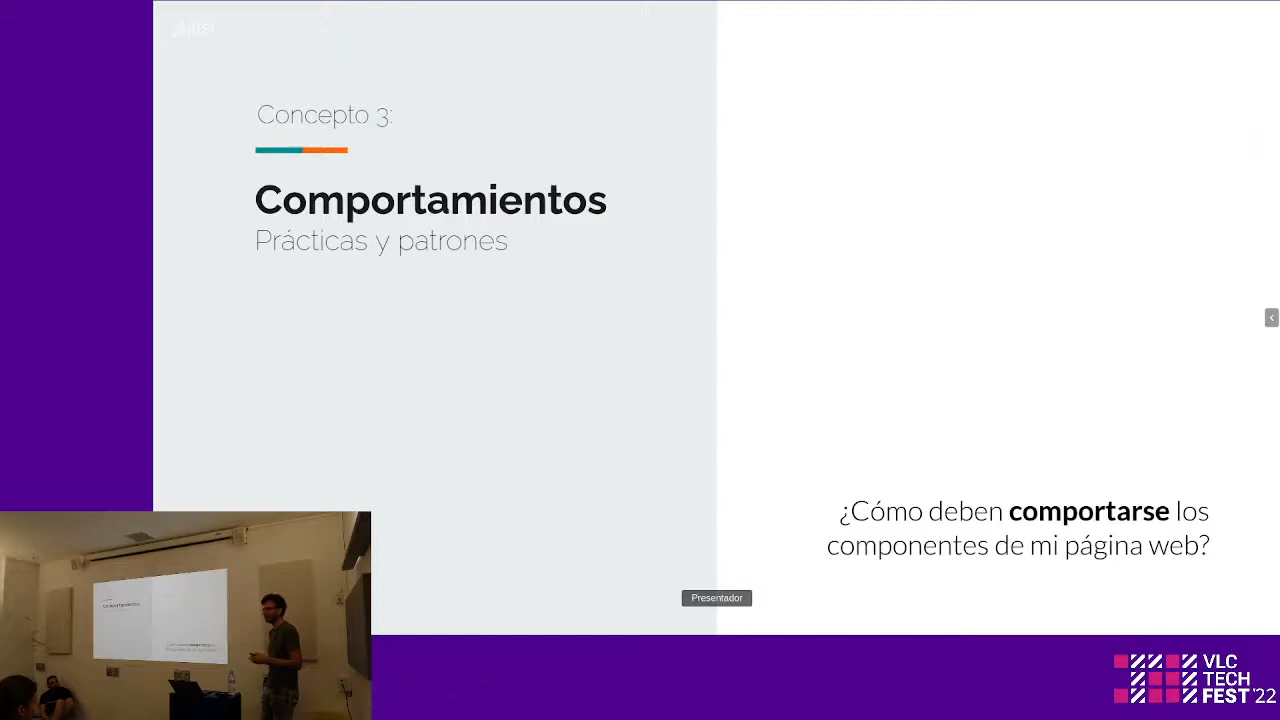 Concepto 3:
Comportamientos
Prácticas y patrones
¿Cómo deben comportarse los
componentes de mi página web?
Presentador
Comportamientos
VLC
TECH
FEST'22